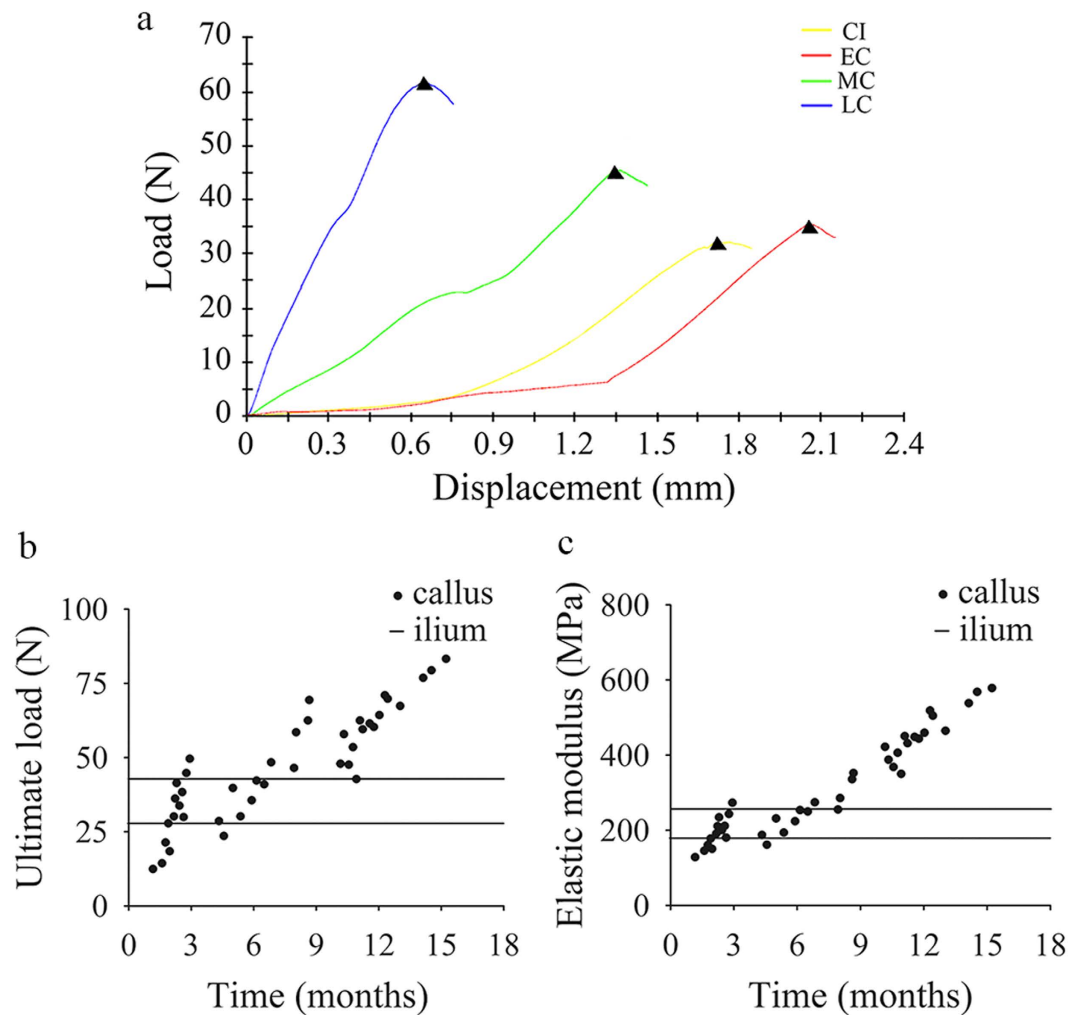 a
70
60
50
40
30
20
10
0
Load (N)
CI
EC
MC
LC
0 0.3 0.6 0.9 1.2 1.5 1.8 2.1 2.4
Displacement (mm)
b
100
75
50
25
0
Ultimate load (N)
callus
ilium
0 3 6 9 12 15 18
Time (months)
c
800
600
400
200
0
Elastic modulus (MPa)
callus
ilium
0 3 6 9 12 15 18
Time (months)